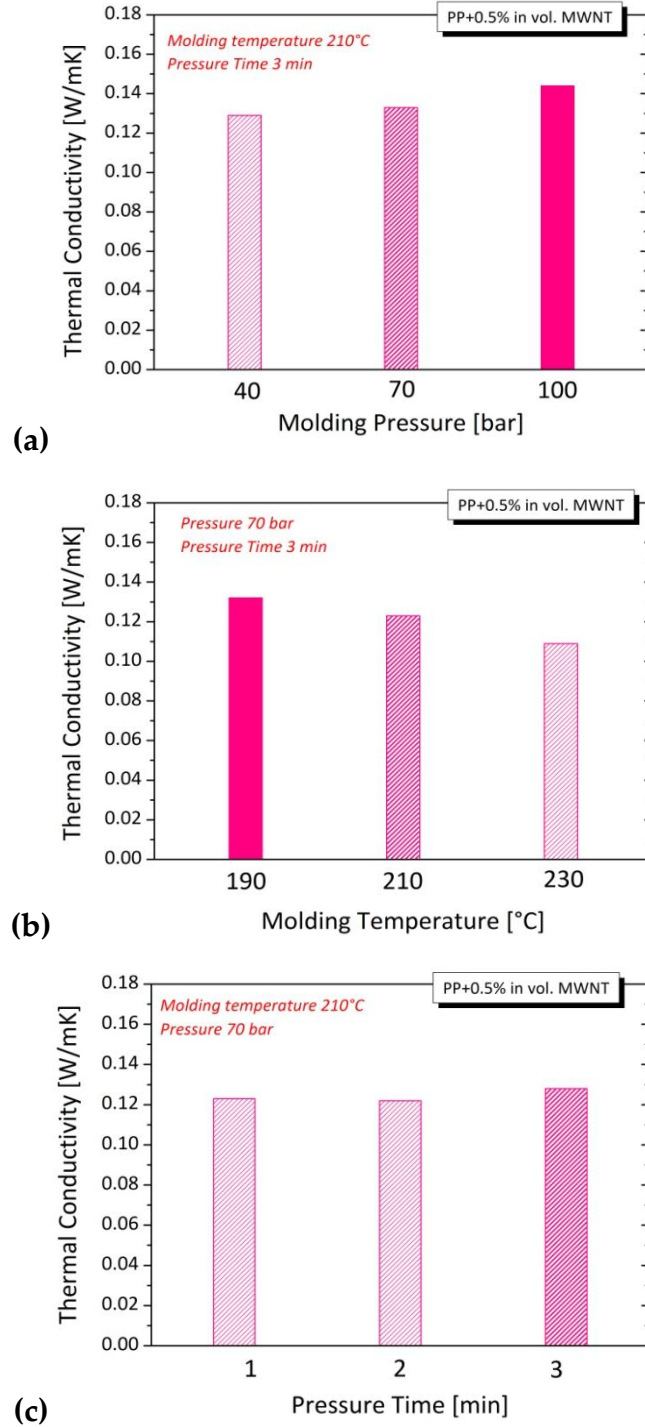 PP+0.5% in vol. MWNT
0.18
Molding temperature 210°C
0.16
Pressure Time 3 min
0.14
0.12
0.10
0.08
0.06
0.04
0.02
0.00
Thermal Conductivity [W/mK]
40 70 100
Molding Pressure [bar]
(a)
0.18
PP+0.5% in vol. MWNT
Pressure 70 bar
0.16
Pressure Time 3 min
0.14
0.12
0.10
0.08
0.06
0.04
0.02
0.00
Thermal Conductivity [W/mK]
190 210 230
Molding Temperature [°C]
(b)
0.18
PP+0.5% in vol. MWNT
Molding temperature 210°C
0.16
Pressure 70 bar
0.14
0.12
0.10
0.08
0.06
0.04
0.02
0.00
Thermal Conductivity [W/mK]
1 2 3
Pressure Time [min]
(c)